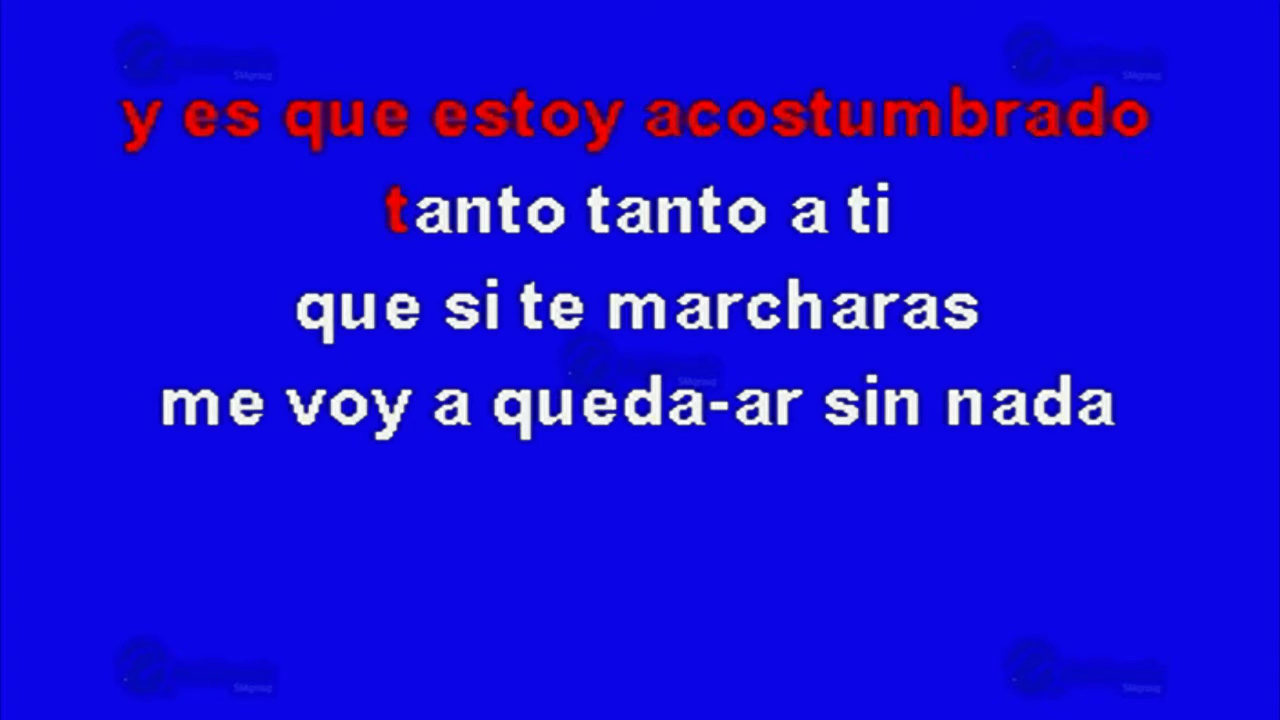 y es que estoy acostumbrado
tanto tanto a ti
que si te marcharas
me voy a queda-ar sin nada